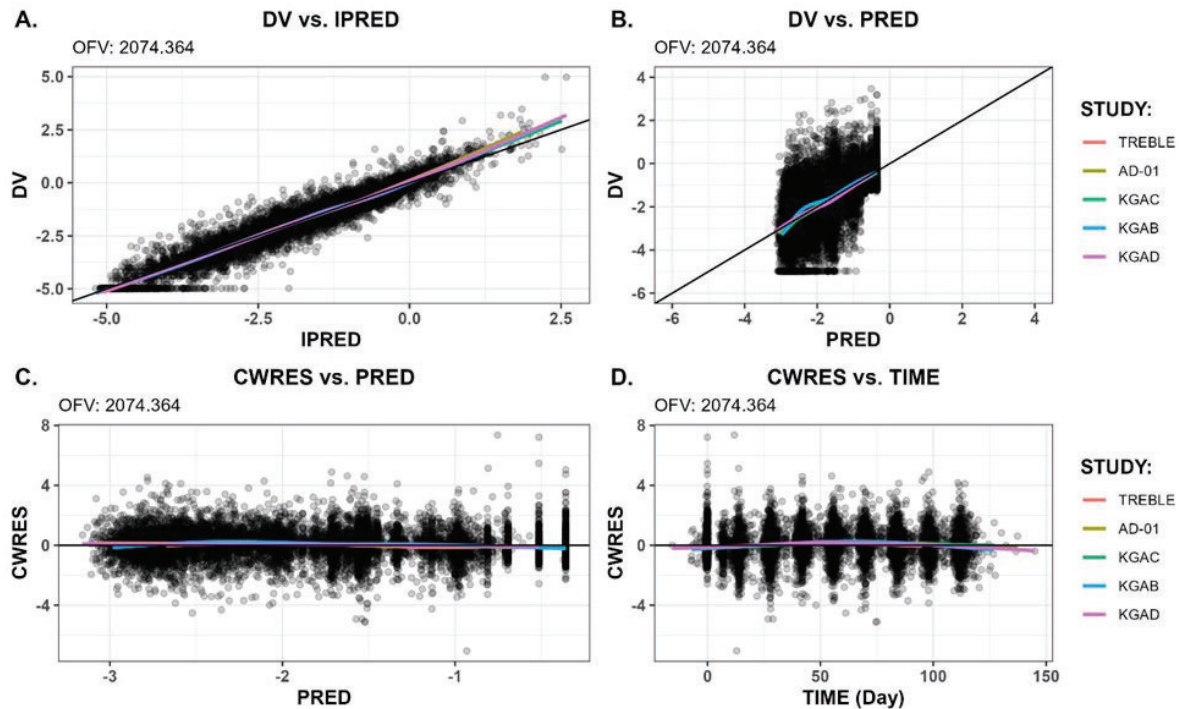 A. DV vs. IPRED
OFV: 2074.364
5.0
2.5
0.0
-2.5
-5.0
DV
-5.0 -2.5 0.0 2.5
IPRED
B. DV vs. PRED
OFV: 2074.364
4
2
0
-2
-4
-6
DV
-6 -4 -2 0 2 4
PRED
STUDY:
TREBLE
AD-01
KGAC
KGAB
KGAD
C. CWRES vs. PRED
OFV: 2074.364
8
4
0
-4
CWRES
-3 -2 -1
PRED
D. CWRES vs. TIME
OFV: 2074.364
8
4
0
-4
CWRES
0 50 100 150
TIME (Day)
STUDY:
TREBLE
AD-01
KGAC
KGAB
KGAD